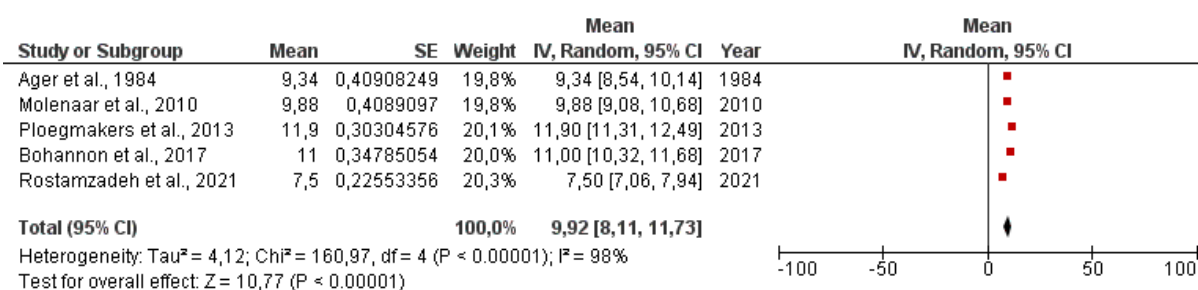 Mean Mean
Study or Subgroup Mean SE Weight IV, Random, 95% CI Year IV, Random, 95% CI
Ager et al., 1984 9,34 0,40908249 19,8% 9,34 [8,54, 10,14] 1984
Molenaar et al., 2010 9,88 0,4089097 19,8% 9,88 [9,08, 10,68] 2010
Ploegmakers et al., 2013 11,9 0,30304576 20,1% 11,90 [11,31, 12,49] 2013
Bohannon et al., 2017 11 0,34785054 20,0% 11,00 [10,32, 11,68] 2017
Rostamzadeh et al., 2021 7,5 0,22553356 20,3% 7,50 [7,06, 7,94] 2021
Total (95% CI) 100,0% 9,92 [8,11, 11,73]
Heterogeneity: Tau² = 4,12; Chi² = 160,97, df = 4 (P < 0.00001); I² = 98%
Test for overall effect: Z = 10,77 (P < 0.00001)
-100 -50 0 50 100